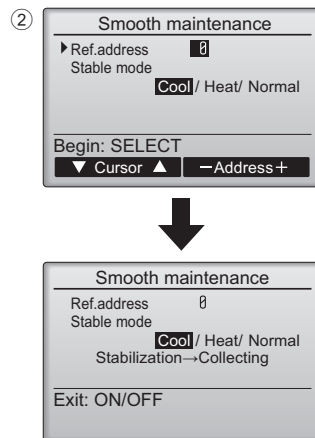 ②
Smooth maintenance
Ref.address 0
Stable mode
Cool / Heat/ Normal
Begin: SELECT
▼ Cursor ▲ −Address+
Smooth maintenance
Ref.address 0
Stable mode
Cool / Heat/ Normal
Stabilization→Collecting
Exit: ON/OFF